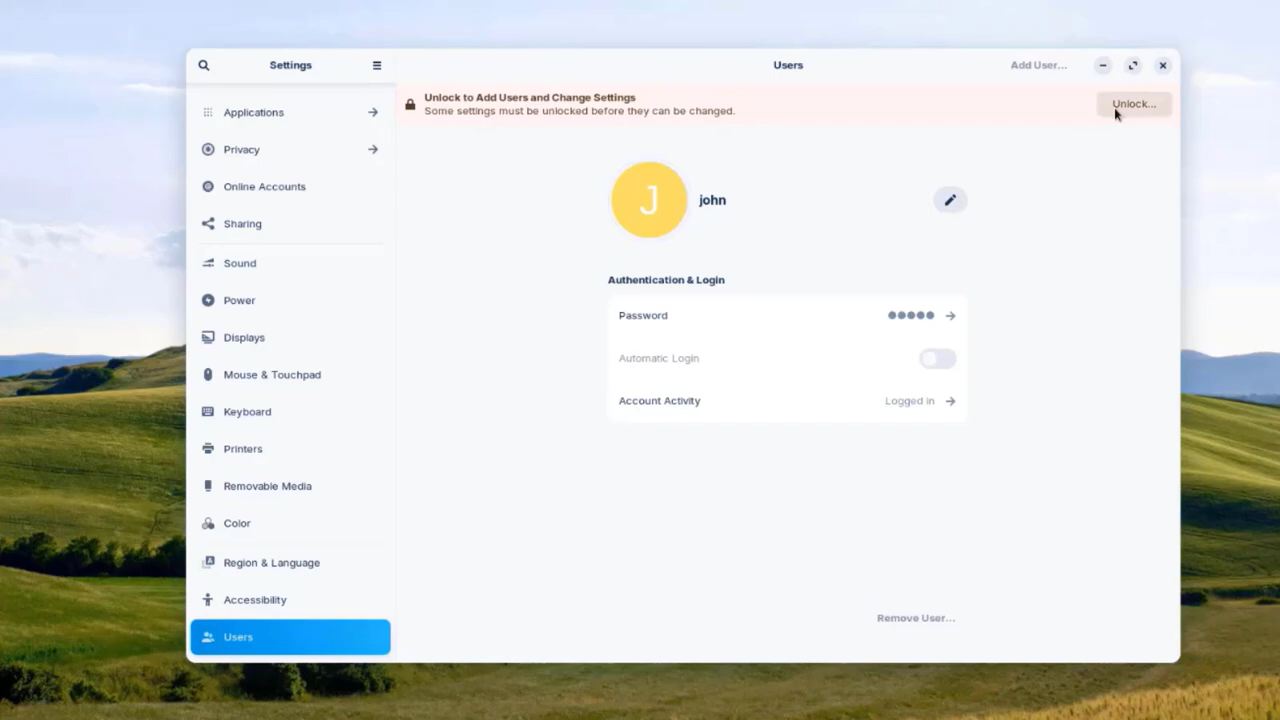 Settings
Users
Add User...
Unlock to Add Users and Change Settings
Some settings must be unlocked before they can be changed.
Unlock...
Applications
Privacy
Online Accounts
Sharing
Sound
Power
Displays
Mouse & Touchpad
Keyboard
Printers
Removable Media
Color
Region & Language
Accessibility
Users
J
john
Authentication & Login
Password
Automatic Login
Account Activity
Logged in
Remove User...